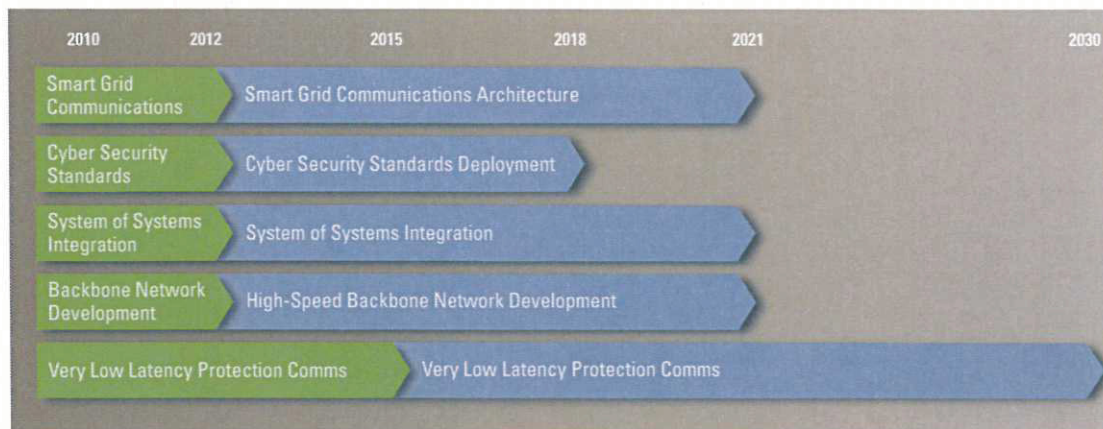 2010 2012 2015 2018 2021 2030
Smart Grid
Communications
Smart Grid Communications Architecture
Cyber Security
Standards
Cyber Security Standards Deployment
System of Systems
Integration
System of Systems Integration
Backbone Network
Development
High-Speed Backbone Network Development
Very Low Latency Protection Comms
Very Low Latency Protection Comms